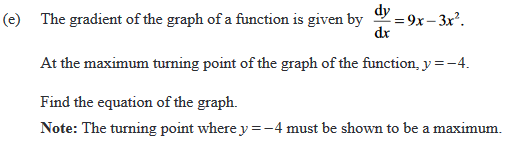 (e) The gradient of the graph of a function is given by dy/dx = 9x – 3x².
At the maximum turning point of the graph of the function, y = –4.
Find the equation of the graph.
Note: The turning point where y = –4 must be shown to be a maximum.